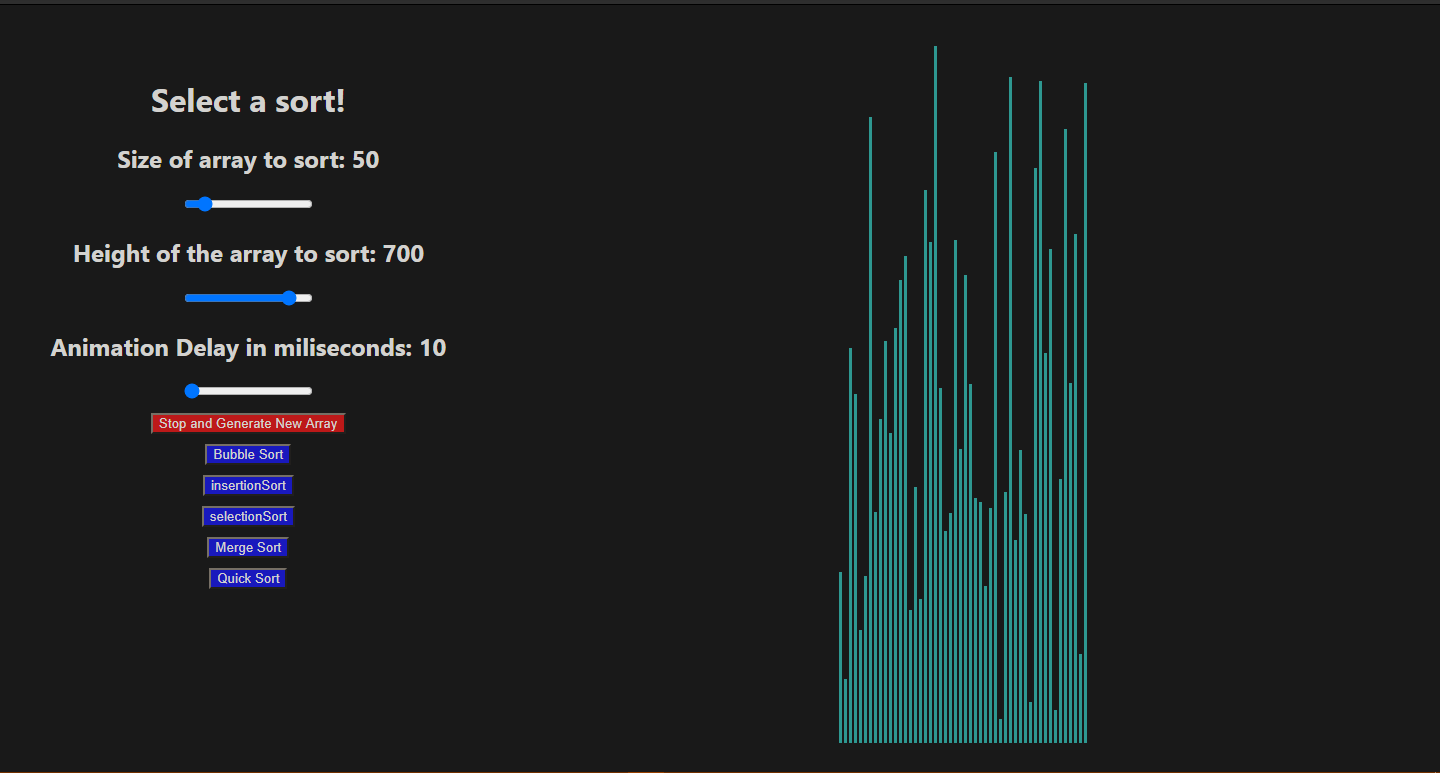 Select a sort!
Size of array to sort: 50
Height of the array to sort: 700
Animation Delay in miliseconds: 10
Stop and Generate New Array
Bubble Sort
insertionSort
selectionSort
Merge Sort
Quick Sort